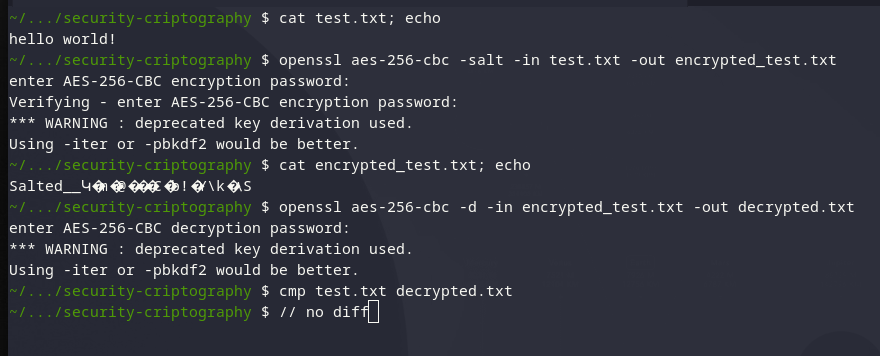 ~/.../security-criptography $ cat test.txt; echo
hello world!
~/.../security-criptography $ openssl aes-256-cbc -salt -in test.txt -out encrypted_test.txt
enter AES-256-CBC encryption password:
Verifying - enter AES-256-CBC encryption password:
*** WARNING : deprecated key derivation used.
Using -iter or -pbkdf2 would be better.
~/.../security-criptography $ cat encrypted_test.txt; echo
Salted__
~/.../security-criptography $ openssl aes-256-cbc -d -in encrypted_test.txt -out decrypted.txt
enter AES-256-CBC decryption password:
*** WARNING : deprecated key derivation used.
Using -iter or -pbkdf2 would be better.
~/.../security-criptography $ cmp test.txt decrypted.txt
~/.../security-criptography $ // no diff